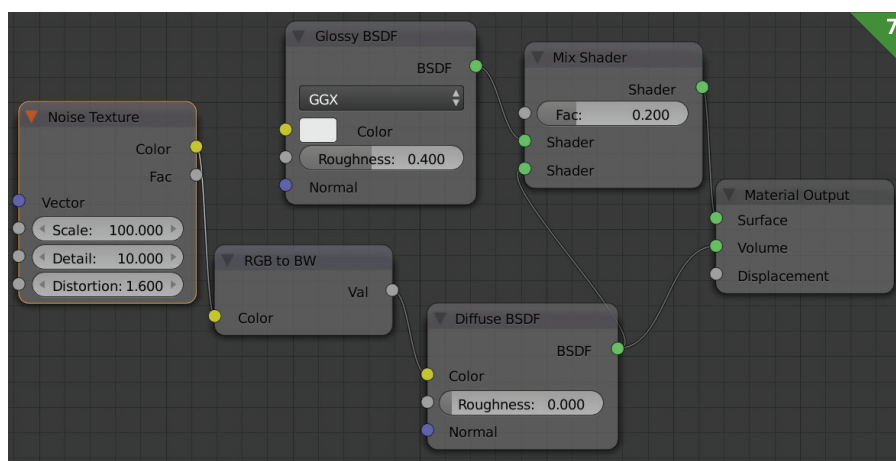 7
Glossy BSDF
BSDF
GGX
Color
Roughness: 0.400
Normal
Mix Shader
Shader
Fac: 0.200
Shader
Shader
Noise Texture
Color
Fac
Vector
Scale: 100.000
Detail: 10.000
Distortion: 1.600
RGB to BW
Val
Color
Diffuse BSDF
BSDF
Color
Roughness: 0.000
Normal
Material Output
Surface
Volume
Displacement